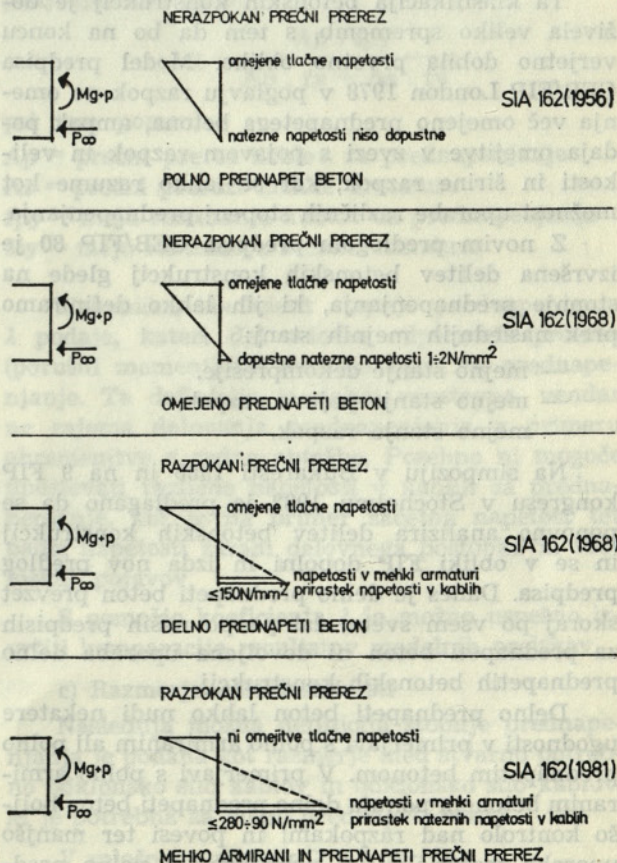 NERAZPOKAN PREČNI PREREZ
omejene tlačne napetosti
Mg+p
SIA 162(1956)
P∞
natezne napetosti niso dopustne
POLNO PREDNAPET BETON
NERAZPOKAN PREČNI PREREZ
omejene tlačne napetosti
Mg+p
SIA 162(1968)
P∞
dopustne natezne napetosti 1÷2N/mm²
OMEJENO PREDNAPETI BETON
RAZPOKAN PREČNI PREREZ
omejene tlačne napetosti
Mg+p
SIA 162(1968)
napetosti v mehki armaturi
P∞
≤150N/mm² prirastek napetosti v kablih
DELNO PREDNAPETI BETON
RAZPOKAN PREČNI PREREZ
ni omejitve tlačne napetosti
Mg+p
SIA 162(1981)
napetosti v mehki armaturi
P∞
≤280÷90 N/mm² prirastek nateznih napetosti v kablih
MEHKO ARMIRANI IN PREDNAPETI PREČNI PREREZ